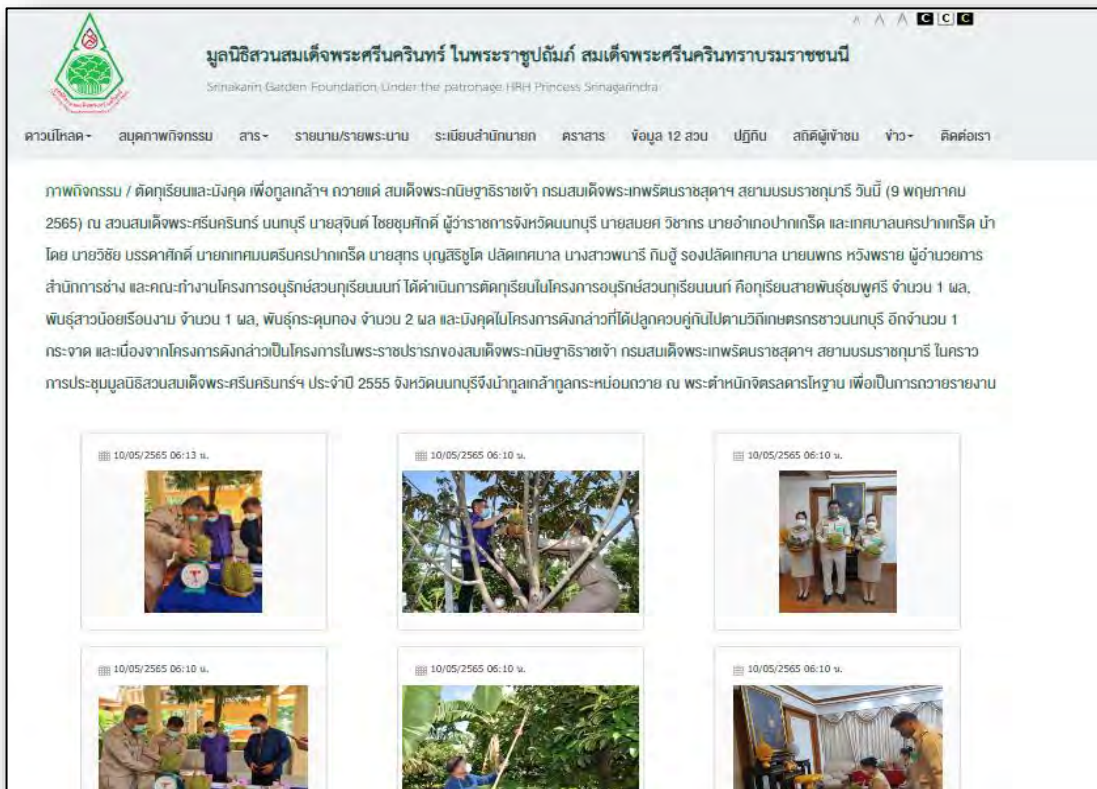 A A A C C C
มูลนิธิสวนสมเด็จพระศรีนครินทร์ ในพระราชูปถัมภ์ สมเด็จพระศรีนครินทราบรมราชชนนี
Srinakarin Garden Foundation Under the patronage HRH Princess Srinagarindra
ดาวน์โหลด สมุดภาพกิจกรรม สาร รายนาม/รายพระนาม ระเบียบสำนักนายก ตราสาร ข้อมูล 12 สวน ปฏิทิน สถิติผู้เข้าชม ข่าว ติดต่อเรา
ภาพกิจกรรม / ตัดทุเรียนและมังคุด เพื่อทูลเกล้าฯ ถวายแด่ สมเด็จพระกนิษฐาธิราชเจ้า กรมสมเด็จพระเทพรัตนราชสุดาฯ สยามบรมราชกุมารี วันนี้ (9 พฤษภาคม
2565) ณ สวนสมเด็จพระศรีนครินทร์ นนทบุรี นายสุจินต์ ไชยชุมศักดิ์ ผู้ว่าราชการจังหวัดนนทบุรี นายสมยศ วิชากร นายอำเภอปากเกร็ด และเทศบาลนครปากเกร็ด นำ
โดย นายวิชัย บรรดาศักดิ์ นายกเทศมนตรีนครปากเกร็ด นายสุทร บุญสิริชูโต ปลัดเทศบาล นางสาวพนารี กิมฮู้ รองปลัดเทศบาล นายนพกร หวังพราย ผู้อำนวยการ
สำนักการช่าง และคณะทำงานโครงการอนุรักษ์สวนทุเรียนนนท์ ได้ดำเนินการตัดทุเรียนในโครงการอนุรักษ์สวนทุเรียนนนท์ คือทุเรียนสายพันธุ์ชมพูศรี จำนวน 1 ผล,
พันธุ์สาวน้อยเรือนงาม จำนวน 1 ผล, พันธุ์กระดุมทอง จำนวน 2 ผล และมังคุดในโครงการดังกล่าวที่ได้ปลูกควบคู่กันไปตามวิถีเกษตรกรชาวนนทบุรี อีกจำนวน 1
กระจาด และเนื่องจากโครงการดังกล่าวเป็นโครงการในพระราชปรารภของสมเด็จพระกนิษฐาธิราชเจ้า กรมสมเด็จพระเทพรัตนราชสุดาฯ สยามบรมราชกุมารี ในคราว
การประชุมมูลนิธิสวนสมเด็จพระศรีนครินทร์ฯ ประจำปี 2555 จังหวัดนนทบุรีจึงนำทูลเกล้าทูลกระหม่อมถวาย ณ พระตำหนักจิตรลดารโหฐาน เพื่อเป็นการถวายรายงาน
10/05/2565 06:13 น. 10/05/2565 06:10 น. 10/05/2565 06:10 น.
10/05/2565 06:10 น. 10/05/2565 06:10 น. 10/05/2565 06:10 น.